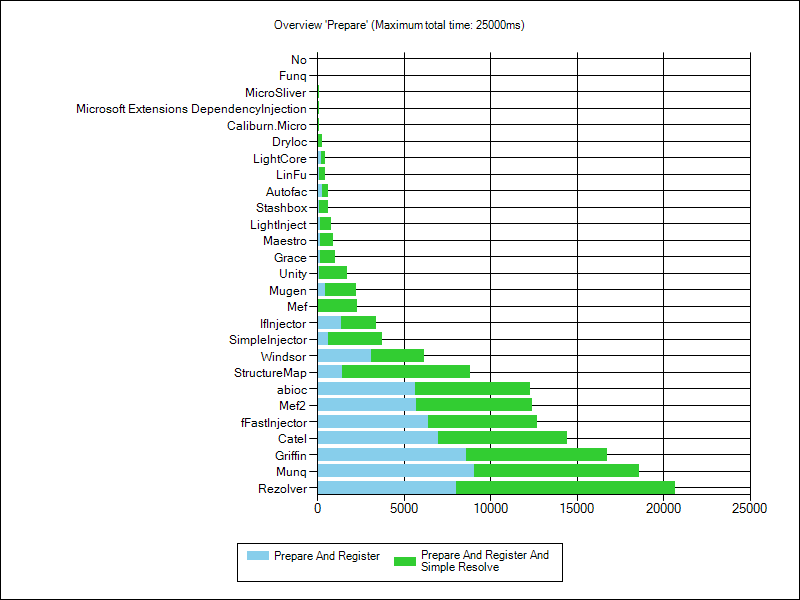 Overview 'Prepare' (Maximum total time: 25000ms)
No
Funq
MicroSliver
Microsoft Extensions DependencyInjection
Caliburn.Micro
DryIoc
LightCore
LinFu
Autofac
Stashbox
LightInject
Maestro
Grace
Unity
Mugen
Mef
IfInjector
SimpleInjector
Windsor
StructureMap
abioc
Mef2
fFastInjector
Catel
Griffin
Munq
Rezolver
0 5000 10000 15000 20000 25000
Prepare And Register
Prepare And Register And
Simple Resolve